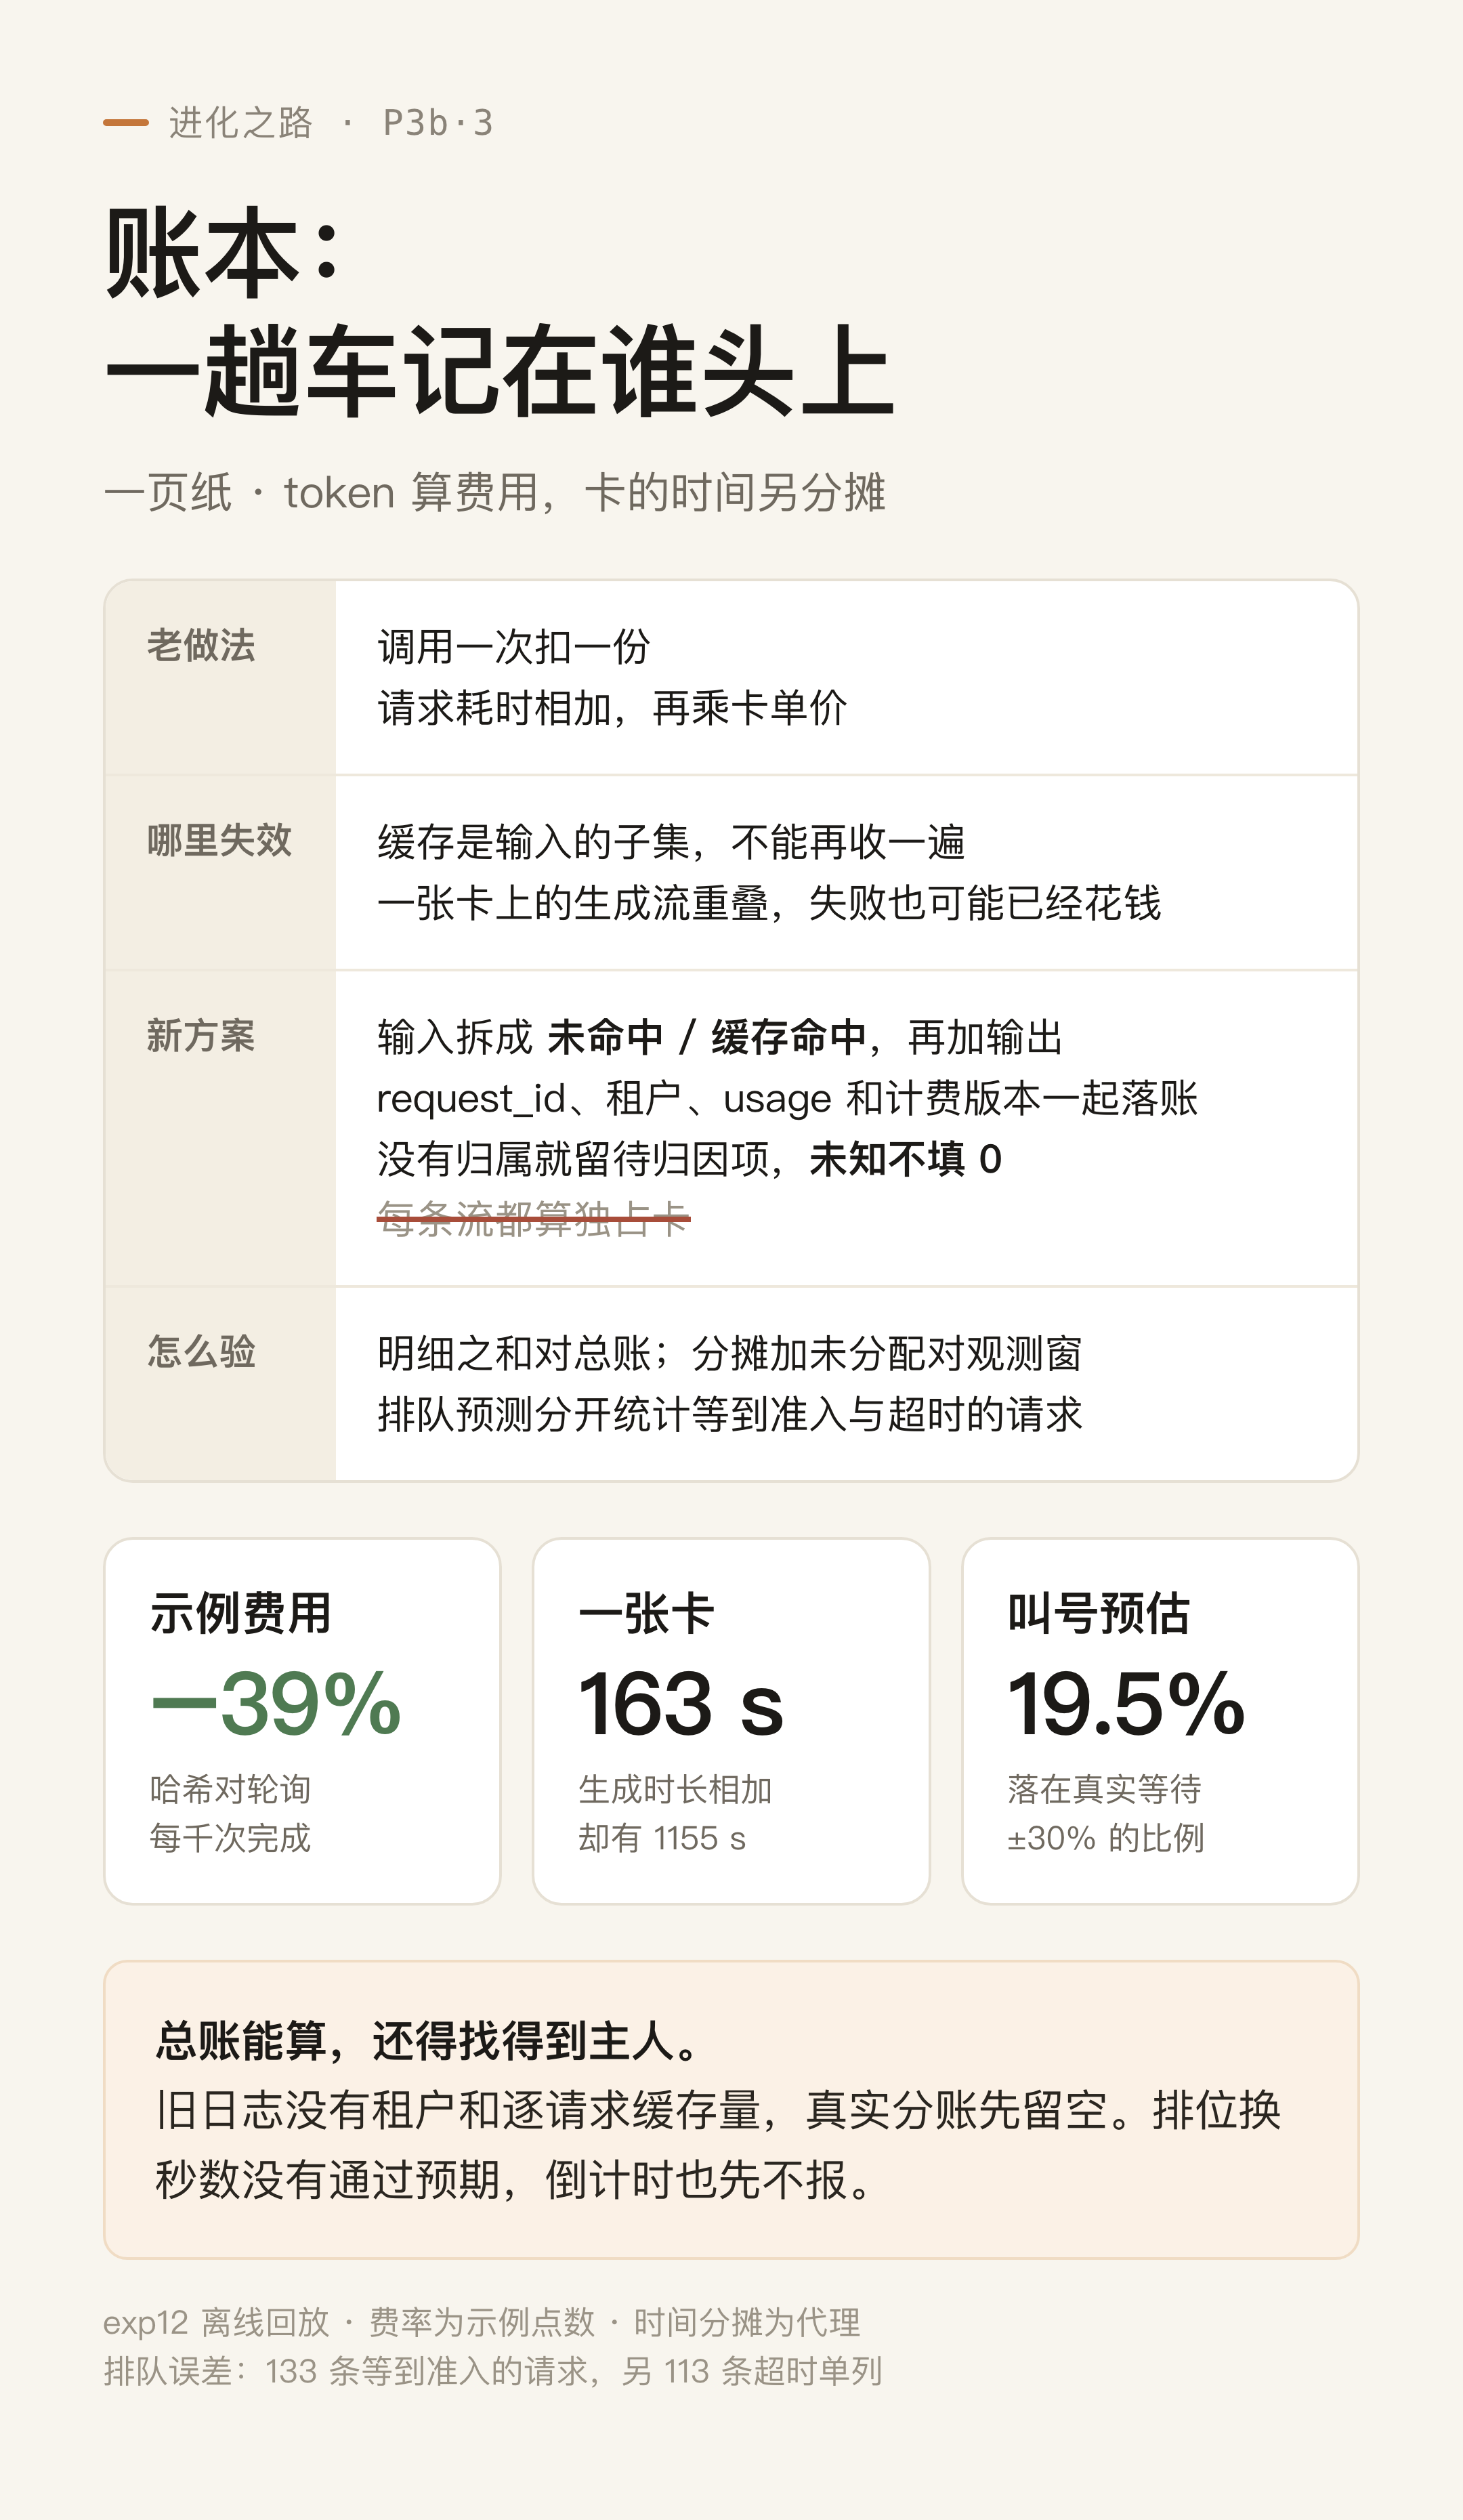 进化之路 · P3b·3
账本：
一趟车记在谁头上
一页纸 · token 算费用，卡的时间另分摊
老做法
调用一次扣一份
请求耗时相加，再乘卡单价
哪里失效
缓存是输入的子集，不能再收一遍
一张卡上的生成流重叠，失败也可能已经花钱
新方案
输入拆成 未命中 / 缓存命中，再加输出
request_id、租户、usage 和计费版本一起落账
没有归属就留待归因项，未知不填 0
每条流都算独占卡
怎么验
明细之和对总账；分摊加未分配对观测窗
排队预测分开统计等到准入与超时的请求
示例费用
−39%
哈希对轮询
每千次完成
一张卡
163 s
生成时长相加
却有 1155 s
叫号预估
19.5%
落在真实等待
±30% 的比例
总账能算，还得找得到主人。
旧日志没有租户和逐请求缓存量，真实分账先留空。排位换
秒数没有通过预期，倒计时也先不报。
exp12 离线回放 · 费率为示例点数 · 时间分摊为代理
排队误差：133 条等到准入的请求，另 113 条超时单列